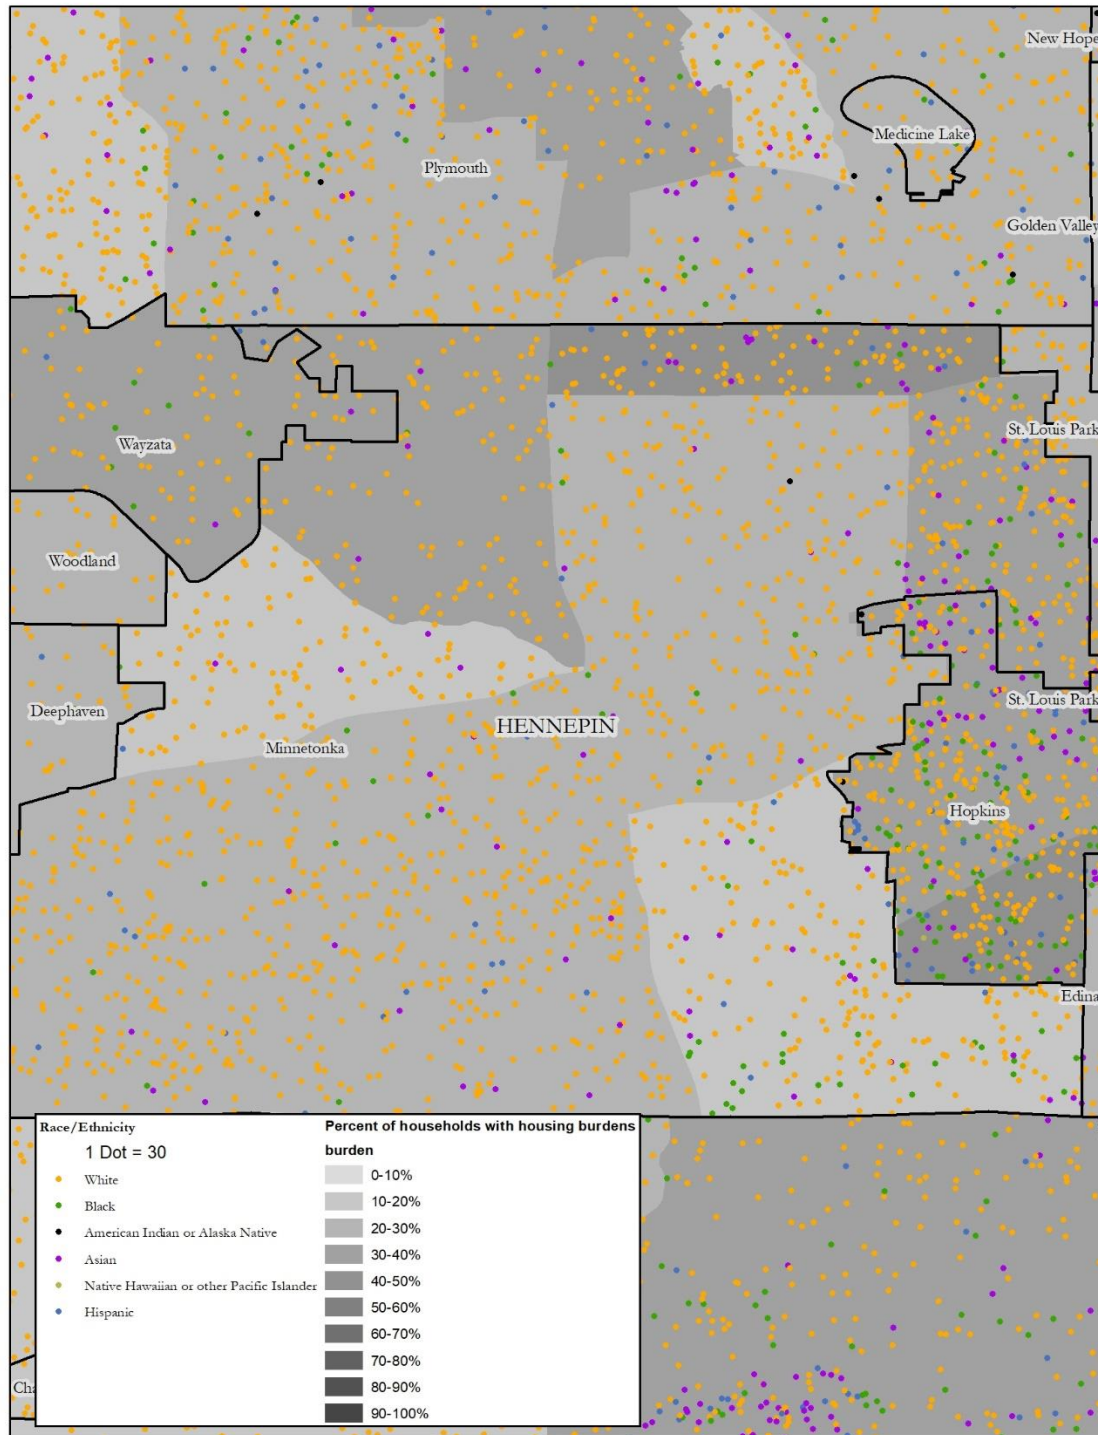 New Hope
Medicine Lake
Plymouth
Golden Valley
St. Louis Park
Wayzata
Woodland
St. Louis Park
Deephaven
HENNEPIN
Minnetonka
Hopkins
Edina
Race/Ethnicity
1 Dot = 30
White
Black
American Indian or Alaska Native
Asian
Native Hawaiian or other Pacific Islander
Hispanic
Percent of households with housing burdens
burden
0-10%
10-20%
20-30%
30-40%
40-50%
50-60%
60-70%
70-80%
80-90%
90-100%
Cha